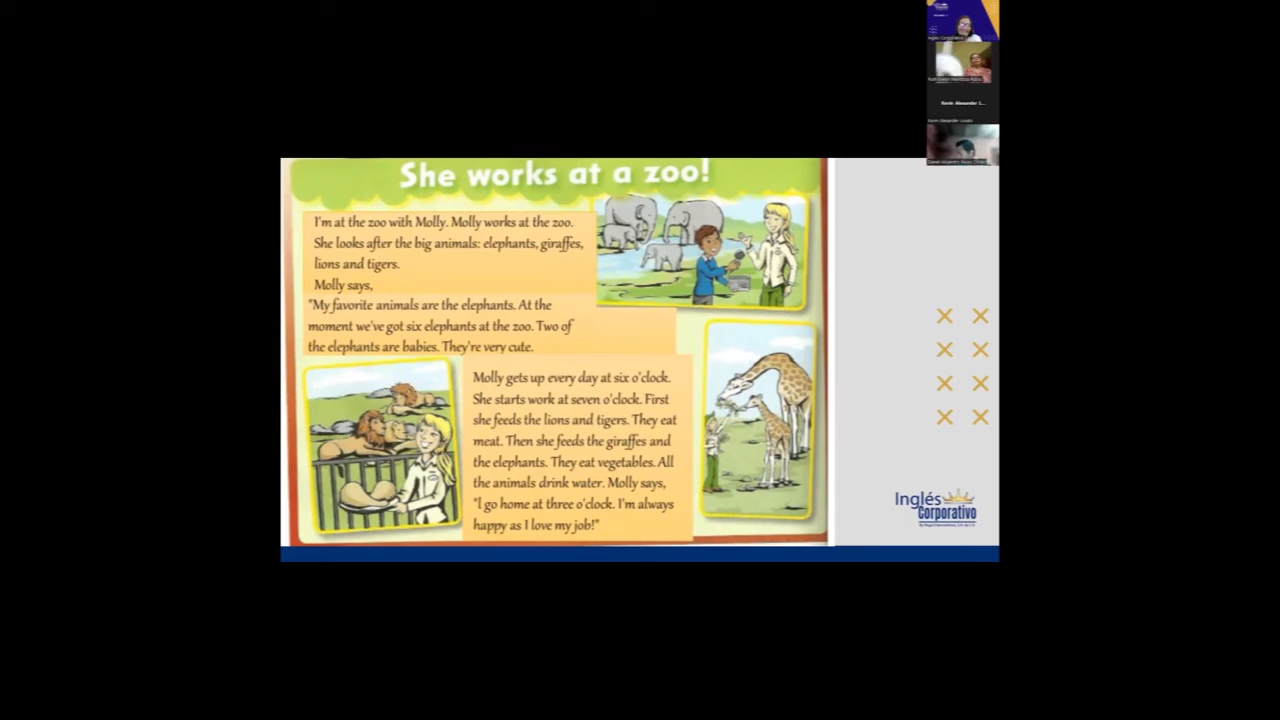 She works at a zoo!
I'm at the zoo with Molly. Molly works at the zoo.
She looks after the big animals: elephants, giraffes,
lions and tigers.
Molly says,
"My favorite animals are the elephants. At the
moment we've got six elephants at the zoo. Two of
the elephants are babies. They're very cute.
Molly gets up every day at six o'clock.
She starts work at seven o'clock. First
she feeds the lions and tigers. They eat
meat. Then she feeds the giraffes and
the elephants. They eat vegetables. All
the animals drink water. Molly says,
"I go home at three o'clock. I'm always
happy as I love my job!"
Inglés
Corporativo
Kevin Alexander L...